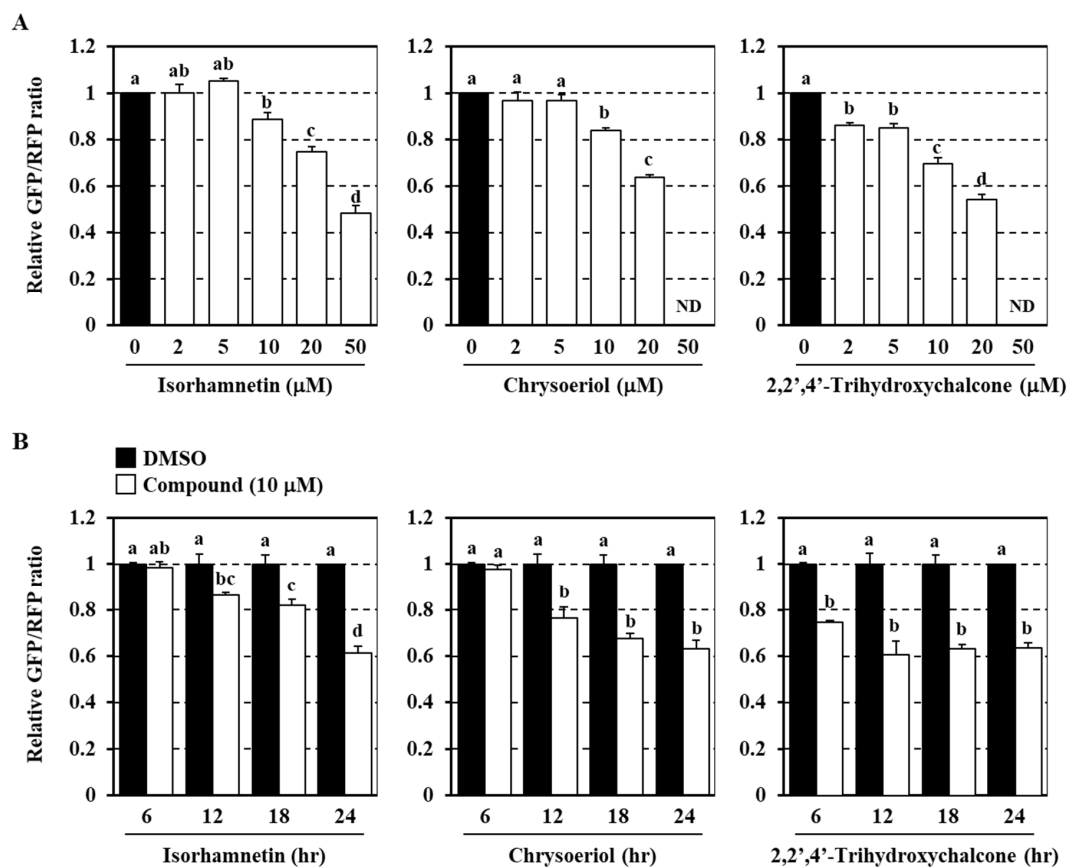 A
Relative GFP/RFP ratio
1.2
1
0.8
0.6
0.4
0.2
0
a
ab
ab
b
c
d
0 2 5 10 20 50
Isorhamnetin (μM)
1.2
1
0.8
0.6
0.4
0.2
0
a
a
a
b
c
ND
0 2 5 10 20 50
Chrysoeriol (μM)
1.2
1
0.8
0.6
0.4
0.2
0
a
b
b
c
d
ND
0 2 5 10 20 50
2,2',4'-Trihydroxychalcone (μM)
B
DMSO
Compound (10 μM)
Relative GFP/RFP ratio
1.2
1
0.8
0.6
0.4
0.2
0
a ab a bc a c a d
6 12 18 24
Isorhamnetin (hr)
1.2
1
0.8
0.6
0.4
0.2
0
a a a b a b a b
6 12 18 24
Chrysoeriol (hr)
1.2
1
0.8
0.6
0.4
0.2
0
a b a b a b a b
6 12 18 24
2,2',4'-Trihydroxychalcone (hr)